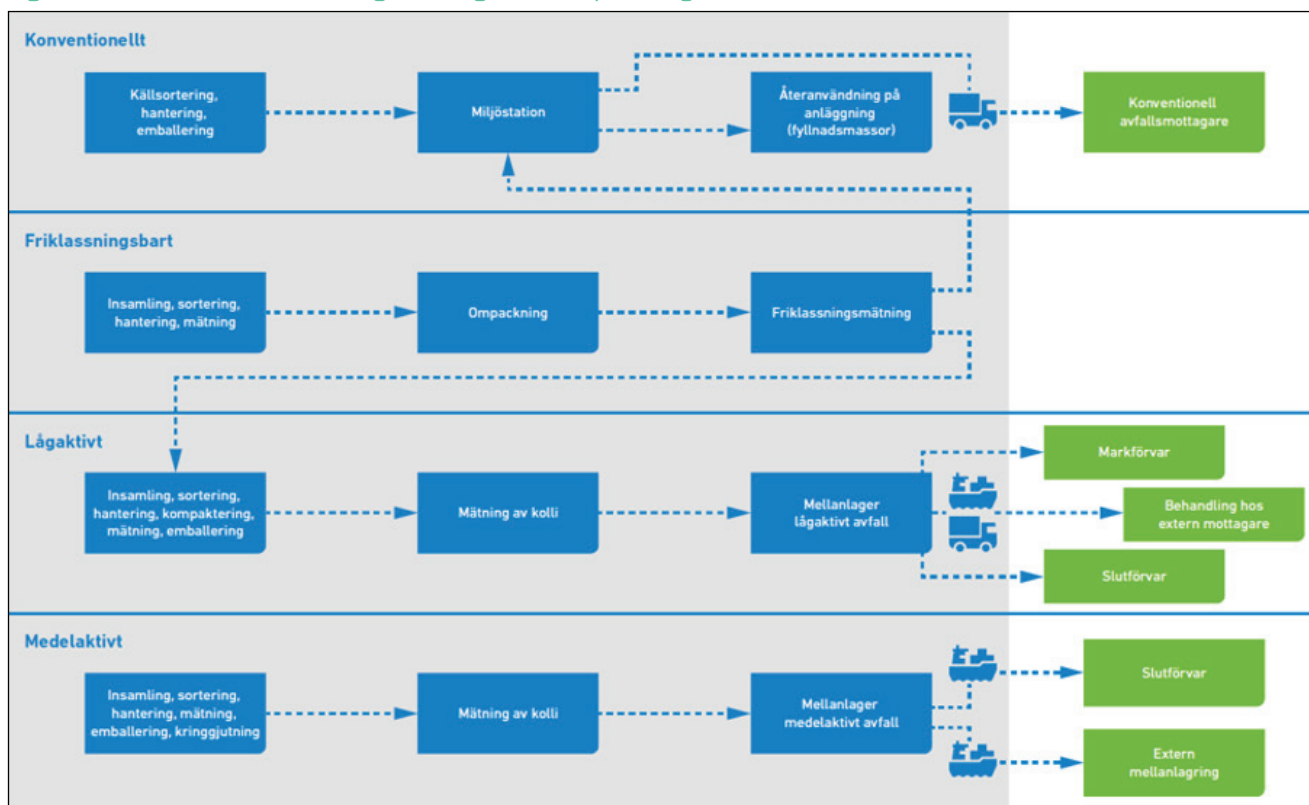 Konventionellt
Källsortering,
hantering,
emballering
Miljöstation
Återanvändning på
anläggning
(fyllnadsmassor)
Konventionell
avfallsmottagare
Friklassningsbart
Insamling, sortering,
hantering, mätning
Ompackning
Friklassningsmätning
Lågaktivt
Insamling, sortering,
hantering, kompaktering,
mätning, emballering
Mätning av kolli
Mellanlager
lågaktivt avfall
Markförvar
Behandling hos
extern mottagare
Slutförvar
Medelaktivt
Insamling, sortering,
hantering, mätning,
emballering, kringgjutning
Mätning av kolli
Mellanlager
medelaktivt avfall
Slutförvar
Extern
mellanlagring